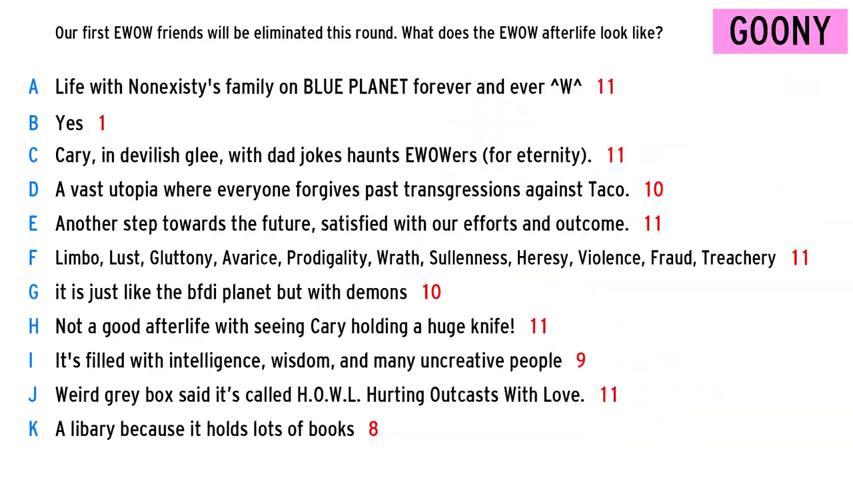 Our first EWOW friends will be eliminated this round. What does the EWOW afterlife look like?
GOONY
A Life with Nonexisty's family on BLUE PLANET forever and ever ^W^ 11
B Yes 1
C Cary, in devilish glee, with dad jokes haunts EWOWers (for eternity). 11
D A vast utopia where everyone forgives past transgressions against Taco. 10
E Another step towards the future, satisfied with our efforts and outcome. 11
F Limbo, Lust, Gluttony, Avarice, Prodigality, Wrath, Sullenness, Heresy, Violence, Fraud, Treachery 11
G it is just like the bfdi planet but with demons 10
H Not a good afterlife with seeing Cary holding a huge knife! 11
I It's filled with intelligence, wisdom, and many uncreative people 9
J Weird grey box said it’s called H.O.W.L. Hurting Outcasts With Love. 11
K A libary because it holds lots of books 8